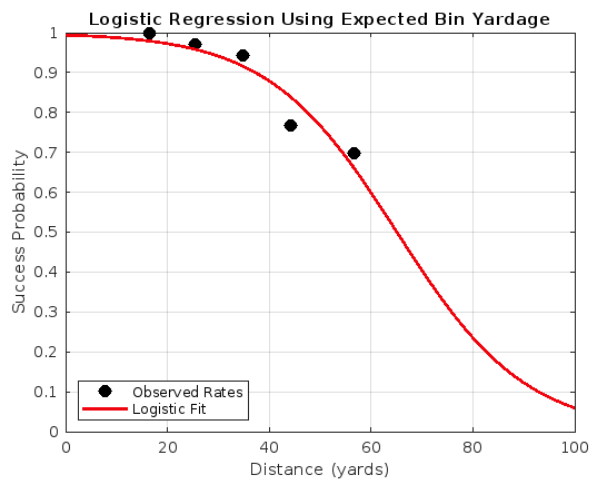 Logistic Regression Using Expected Bin Yardage
1
0.9
0.8
0.7
0.6
0.5
0.4
0.3
0.2
0.1
0
Success Probability
Observed Rates
Logistic Fit
0 20 40 60 80 100
Distance (yards)